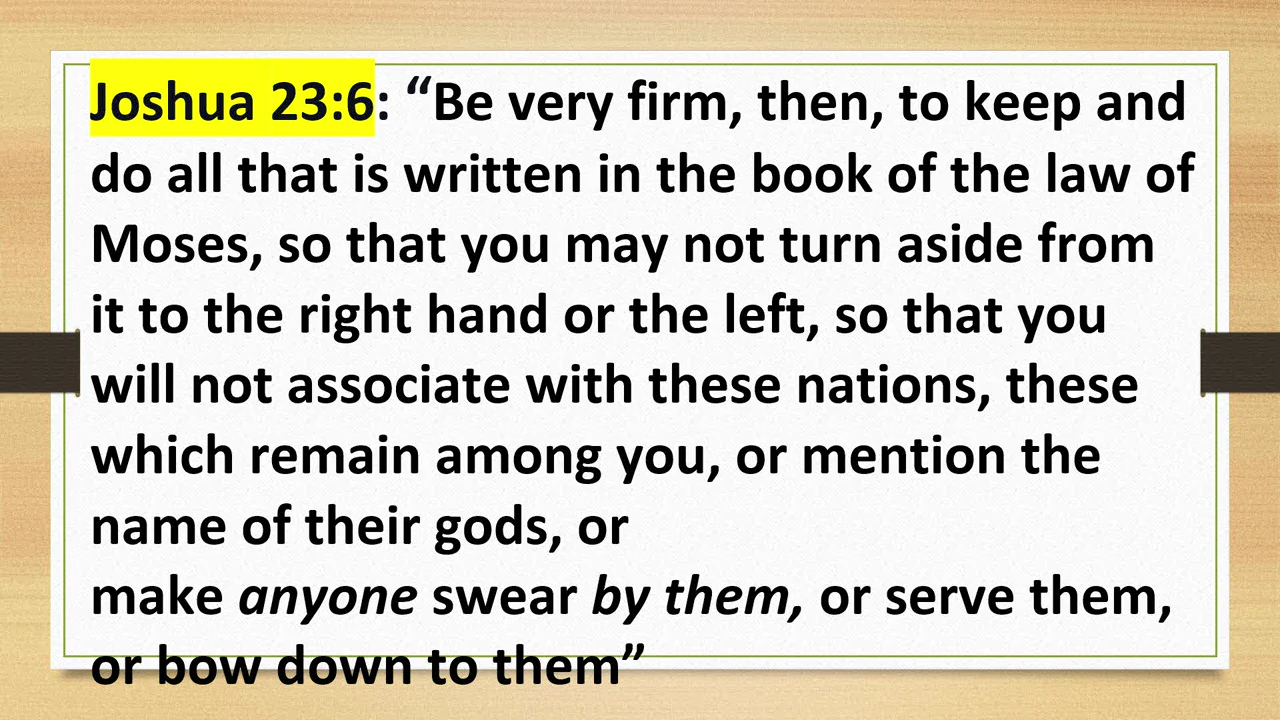 Joshua 23:6: “Be very firm, then, to keep and
do all that is written in the book of the law of
Moses, so that you may not turn aside from
it to the right hand or the left, so that you
will not associate with these nations, these
which remain among you, or mention the
name of their gods, or
make anyone swear by them, or serve them,
or bow down to them”